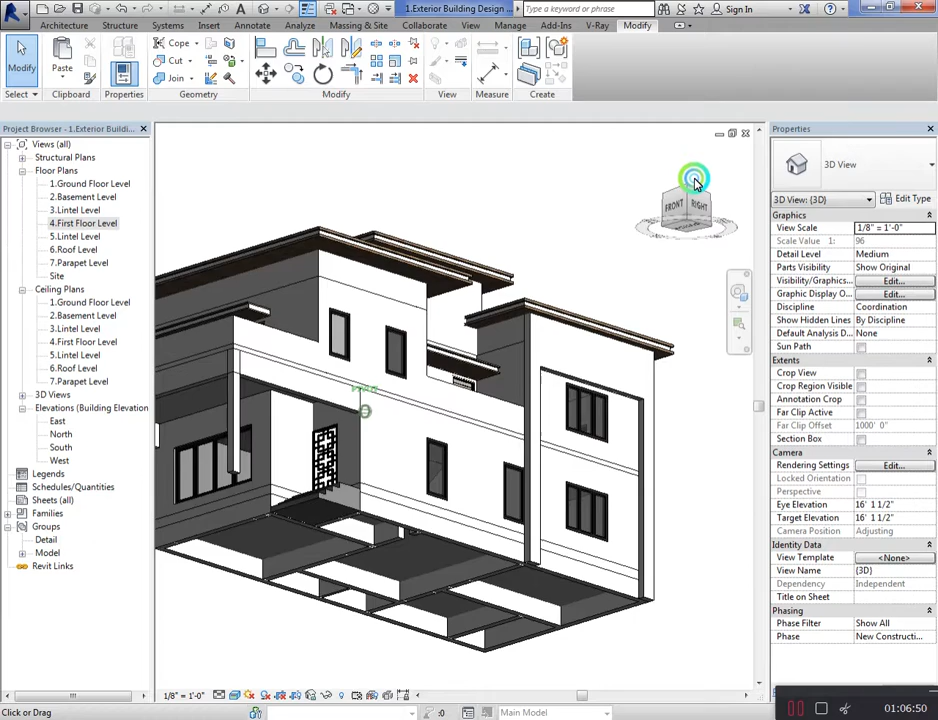 1.Exterior Building Design ...
Type a keyword or phrase
Sign In
Architecture Structure Systems Insert Annotate Analyze Massing & Site Collaborate View Manage Add-Ins V-Ray Modify
Modify Paste Cope Cut Join
Select Clipboard Properties Geometry Modify View Measure Create
Project Browser - 1.Exterior Buildi...
Views (all)
Structural Plans
Floor Plans
1.Ground Floor Level
2.Basement Level
3.Lintel Level
4.First Floor Level
5.Lintel Level
6.Roof Level
7.Parapet Level
Site
Ceiling Plans
1.Ground Floor Level
2.Basement Level
3.Lintel Level
4.First Floor Level
5.Lintel Level
6.Roof Level
7.Parapet Level
3D Views
Elevations (Building Elevation
East
North
South
West
Legends
Schedules/Quantities
Sheets (all)
Families
Groups
Detail
Model
Revit Links
FRONT RIGHT
Properties
3D View
3D View: {3D} Edit Type
Graphics
View Scale 1/8" = 1'-0"
Scale Value 1: 96
Detail Level Medium
Parts Visibility Show Original
Visibility/Graphics... Edit...
Graphic Display O... Edit...
Discipline Coordination
Show Hidden Lines By Discipline
Default Analysis D... None
Sun Path
Extents
Crop View
Crop Region Visible
Annotation Crop
Far Clip Active
Far Clip Offset 1000' 0"
Section Box
Camera
Rendering Settings Edit...
Locked Orientation
Perspective
Eye Elevation 16' 1 1/2"
Target Elevation 16' 1 1/2"
Camera Position Adjusting
Identity Data
View Template <None>
View Name {3D}
Dependency Independent
Title on Sheet
Phasing
Phase Filter Show All
Phase New Constructi...
1/8" = 1'-0"
Click or Drag
:0
Main Model
01:06:50